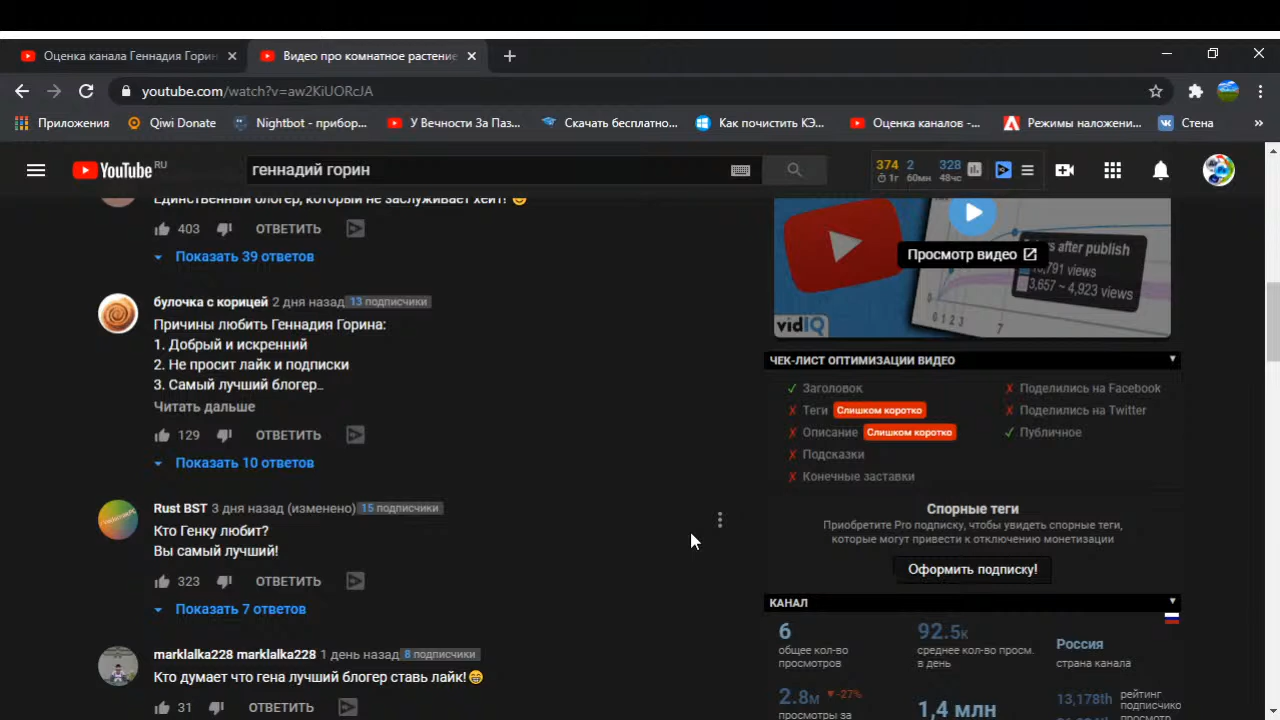 Оценка канала Геннадия Горин
Видео про комнатное растение
youtube.com/watch?v=aw2KiUORcJA
Приложения
Qiwi Donate
Nightbot - прибор...
У Вечности За Паз...
Скачать бесплатно...
Как почистить КЭ...
Оценка каналов -...
Режимы наложени...
Стена
»
YouTube RU
геннадий горин
374 2 328
1г 60мн 48чс
Единственный блогер, который не заслуживает хейт!
403 ОТВЕТИТЬ
Показать 39 ответов
булочка с корицей 2 дня назад 13 подписчики
Причины любить Геннадия Горина:
1. Добрый и искренний
2. Не просит лайк и подписки
3. Самый лучший блогер..
Читать дальше
129 ОТВЕТИТЬ
Показать 10 ответов
Rust BST 3 дня назад (изменено) 15 подписчики
Кто Генку любит?
Вы самый лучший!
323 ОТВЕТИТЬ
Показать 7 ответов
marklalka228 marklalka228 1 день назад 8 подписчики
Кто думает что гена лучший блогер ставь лайк!😁
31 ОТВЕТИТЬ
after publish
Просмотр видео
791 views
3,657 ~ 4,923 views
0 1 2 3 7
vidIQ
ЧЕК-ЛИСТ ОПТИМИЗАЦИИ ВИДЕО
✓ Заголовок
✗ Теги Слишком коротко
✗ Описание Слишком коротко
✗ Подсказки
✗ Конечные заставки
✗ Поделились на Facebook
✗ Поделились на Twitter
✓ Публичное
Спорные теги
Приобретите Pro подписку, чтобы увидеть спорные теги,
которые могут привести к отключению монетизации
Оформить подписку!
КАНАЛ
6
общее кол-во
просмотров
92.5к
среднее кол-во просм.
в день
Россия
страна канала
2.8м ▼-27%
просмотры за
1,4 млн
13,178th рейтинг
подписчико